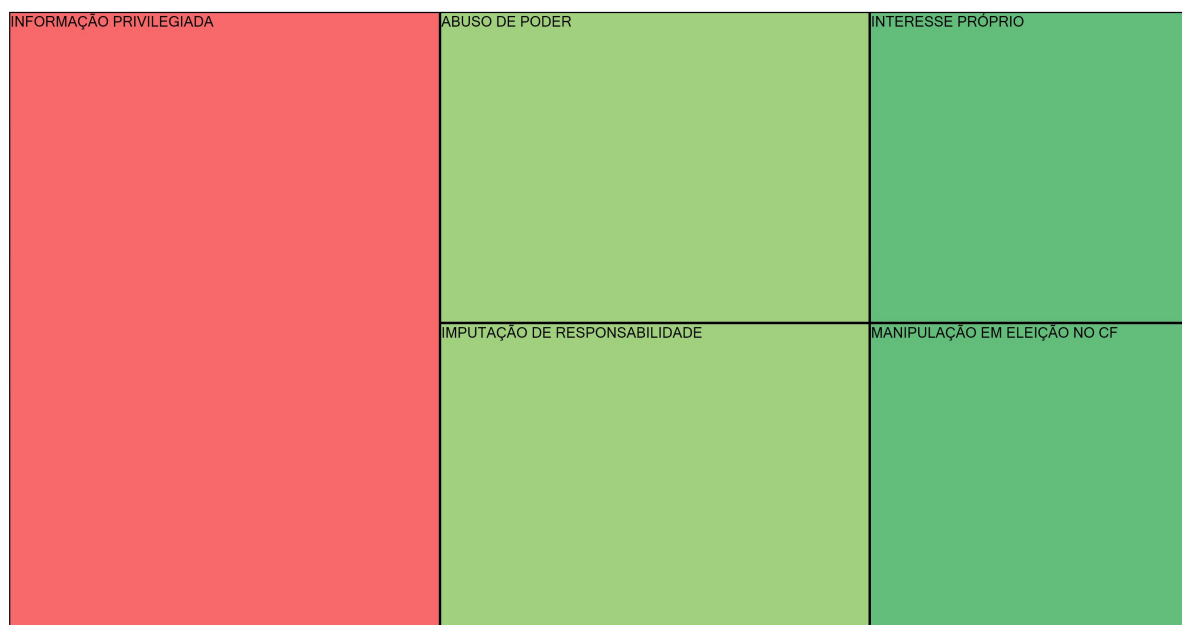 INFORMAÇÃO PRIVILEGIADA
ABUSO DE PODER
INTERESSE PRÓPRIO
IMPUTAÇÃO DE RESPONSABILIDADE
MANIPULAÇÃO EM ELEIÇÃO NO CF